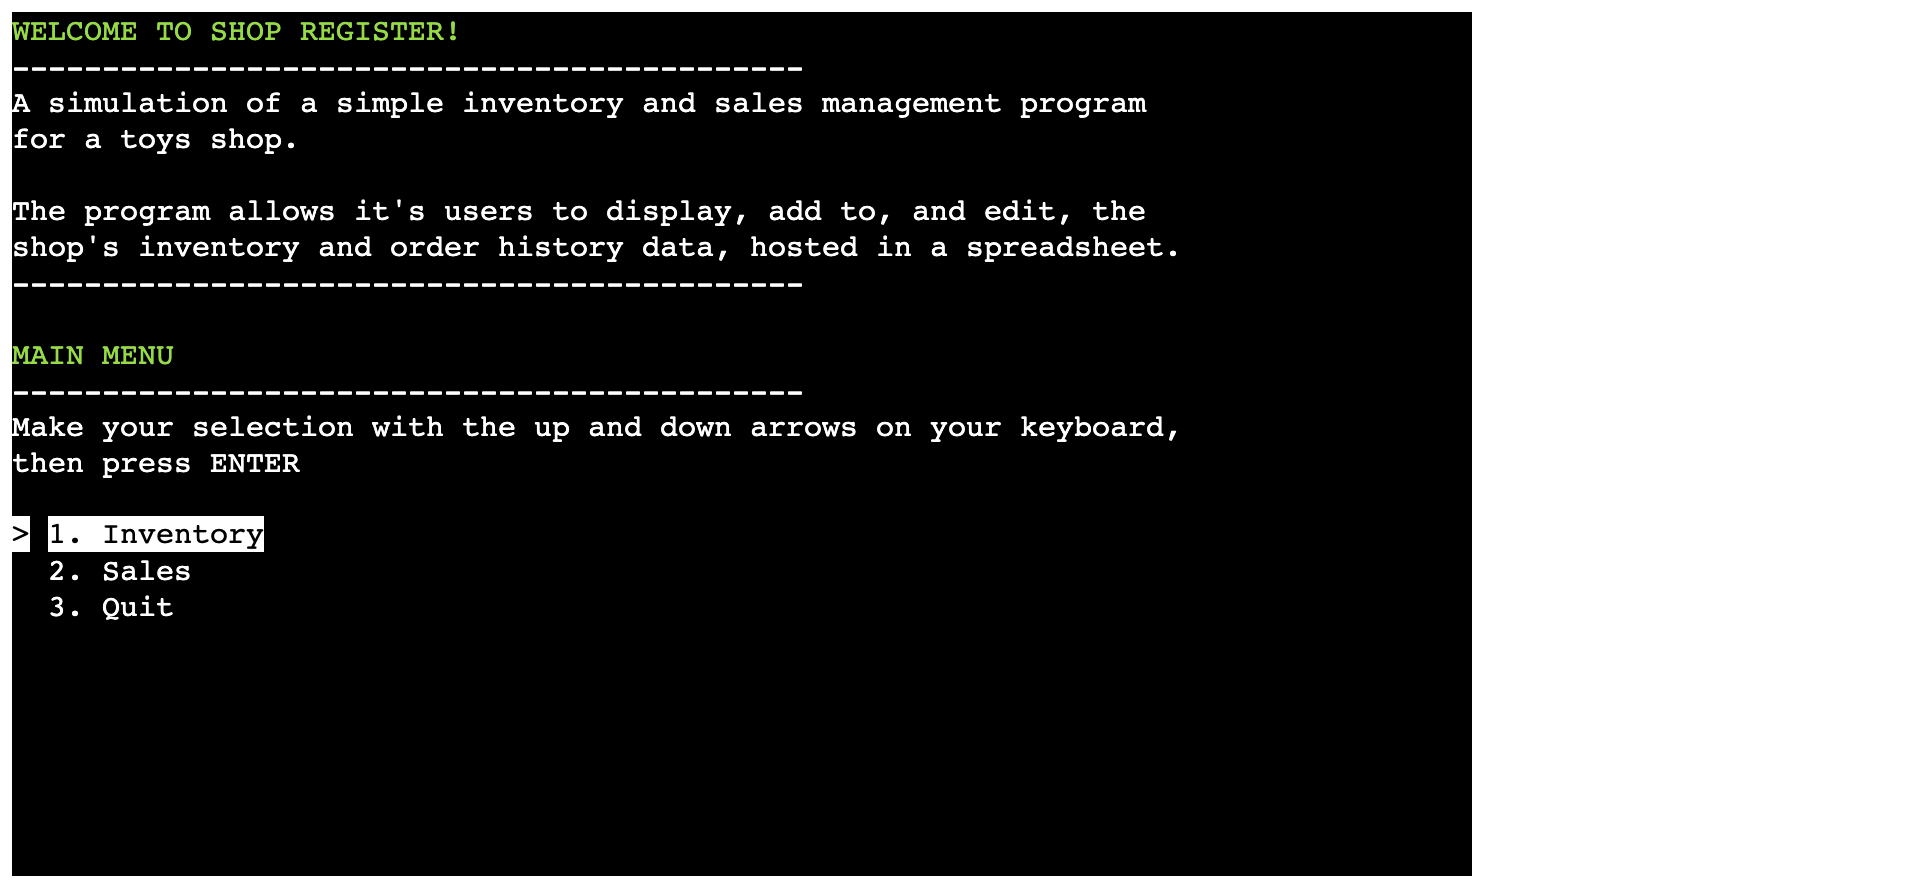 WELCOME TO SHOP REGISTER!
--------------------------------------------
A simulation of a simple inventory and sales management program
for a toys shop.
The program allows it's users to display, add to, and edit, the
shop's inventory and order history data, hosted in a spreadsheet.
--------------------------------------------
MAIN MENU
--------------------------------------------
Make your selection with the up and down arrows on your keyboard,
then press ENTER
> 1. Inventory
2. Sales
3. Quit